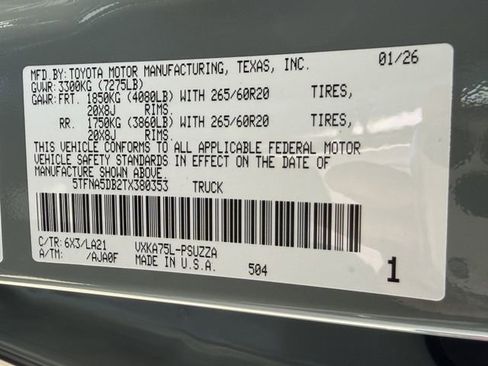 MFD.BY: TOYOTA MOTOR MANUFACTURING, TEXAS, INC. 01/26
GVWR: 3300KG (7275LB)
GAWR: FRT. 1850KG (4080LB) WITH 265/60R20 TIRES,
20X8J RIMS
RR. 1750KG (3860LB) WITH 265/60R20 TIRES,
20X8J RIMS.
THIS VEHICLE CONFORMS TO ALL APPLICABLE FEDERAL MOTOR
VEHICLE SAFETY STANDARDS IN EFFECT ON THE DATE OF
MANUFACTURE SHOWN ABOVE.
5TFNA5DB2TX380353 TRUCK
C/TR: 6X3/LA21 VXKA75L-PSUZZA
A/TM: /AJA0F MADE IN U.S.A. 504 1